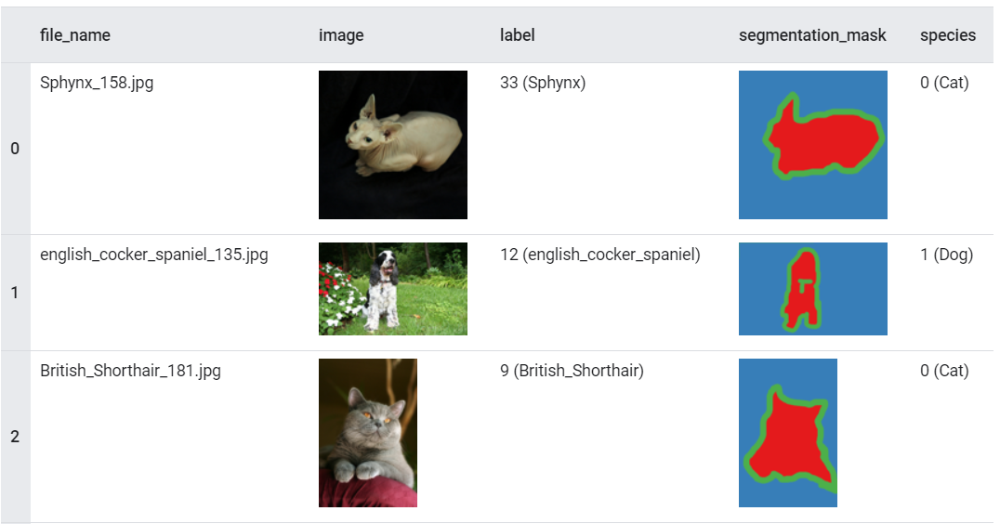 file_name image label segmentation_mask species
0 Sphynx_158.jpg 33 (Sphynx) 0 (Cat)
1 english_cocker_spaniel_135.jpg 12 (english_cocker_spaniel) 1 (Dog)
2 British_Shorthair_181.jpg 9 (British_Shorthair) 0 (Cat)